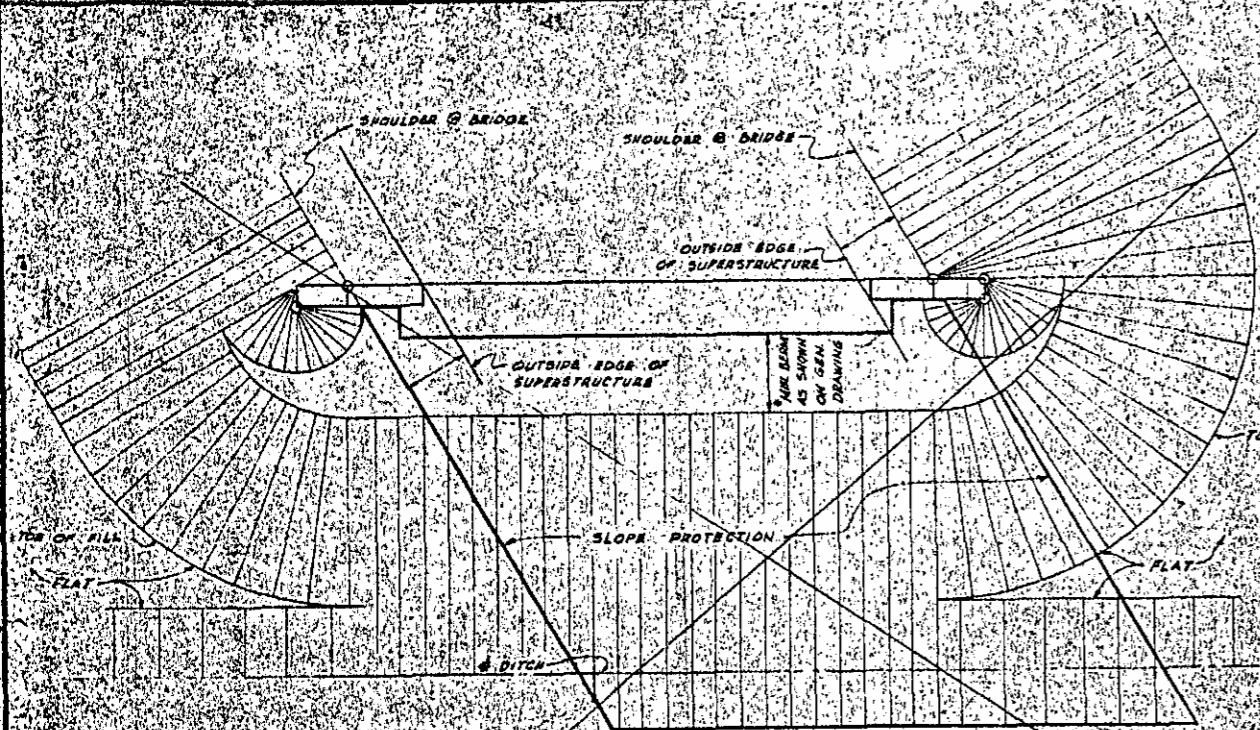 SHOULDER @ BRIDGE
SHOULDER @ BRIDGE
OUTSIDE EDGE
OF SUPERSTRUCTURE
OUTSIDE EDGE OF
SUPERSTRUCTURE
BERM
AS SHOWN
ON GEN.
DRAWING
SLOPE PROTECTION
TOE OF FILL
FLAT
FLAT
DITCH